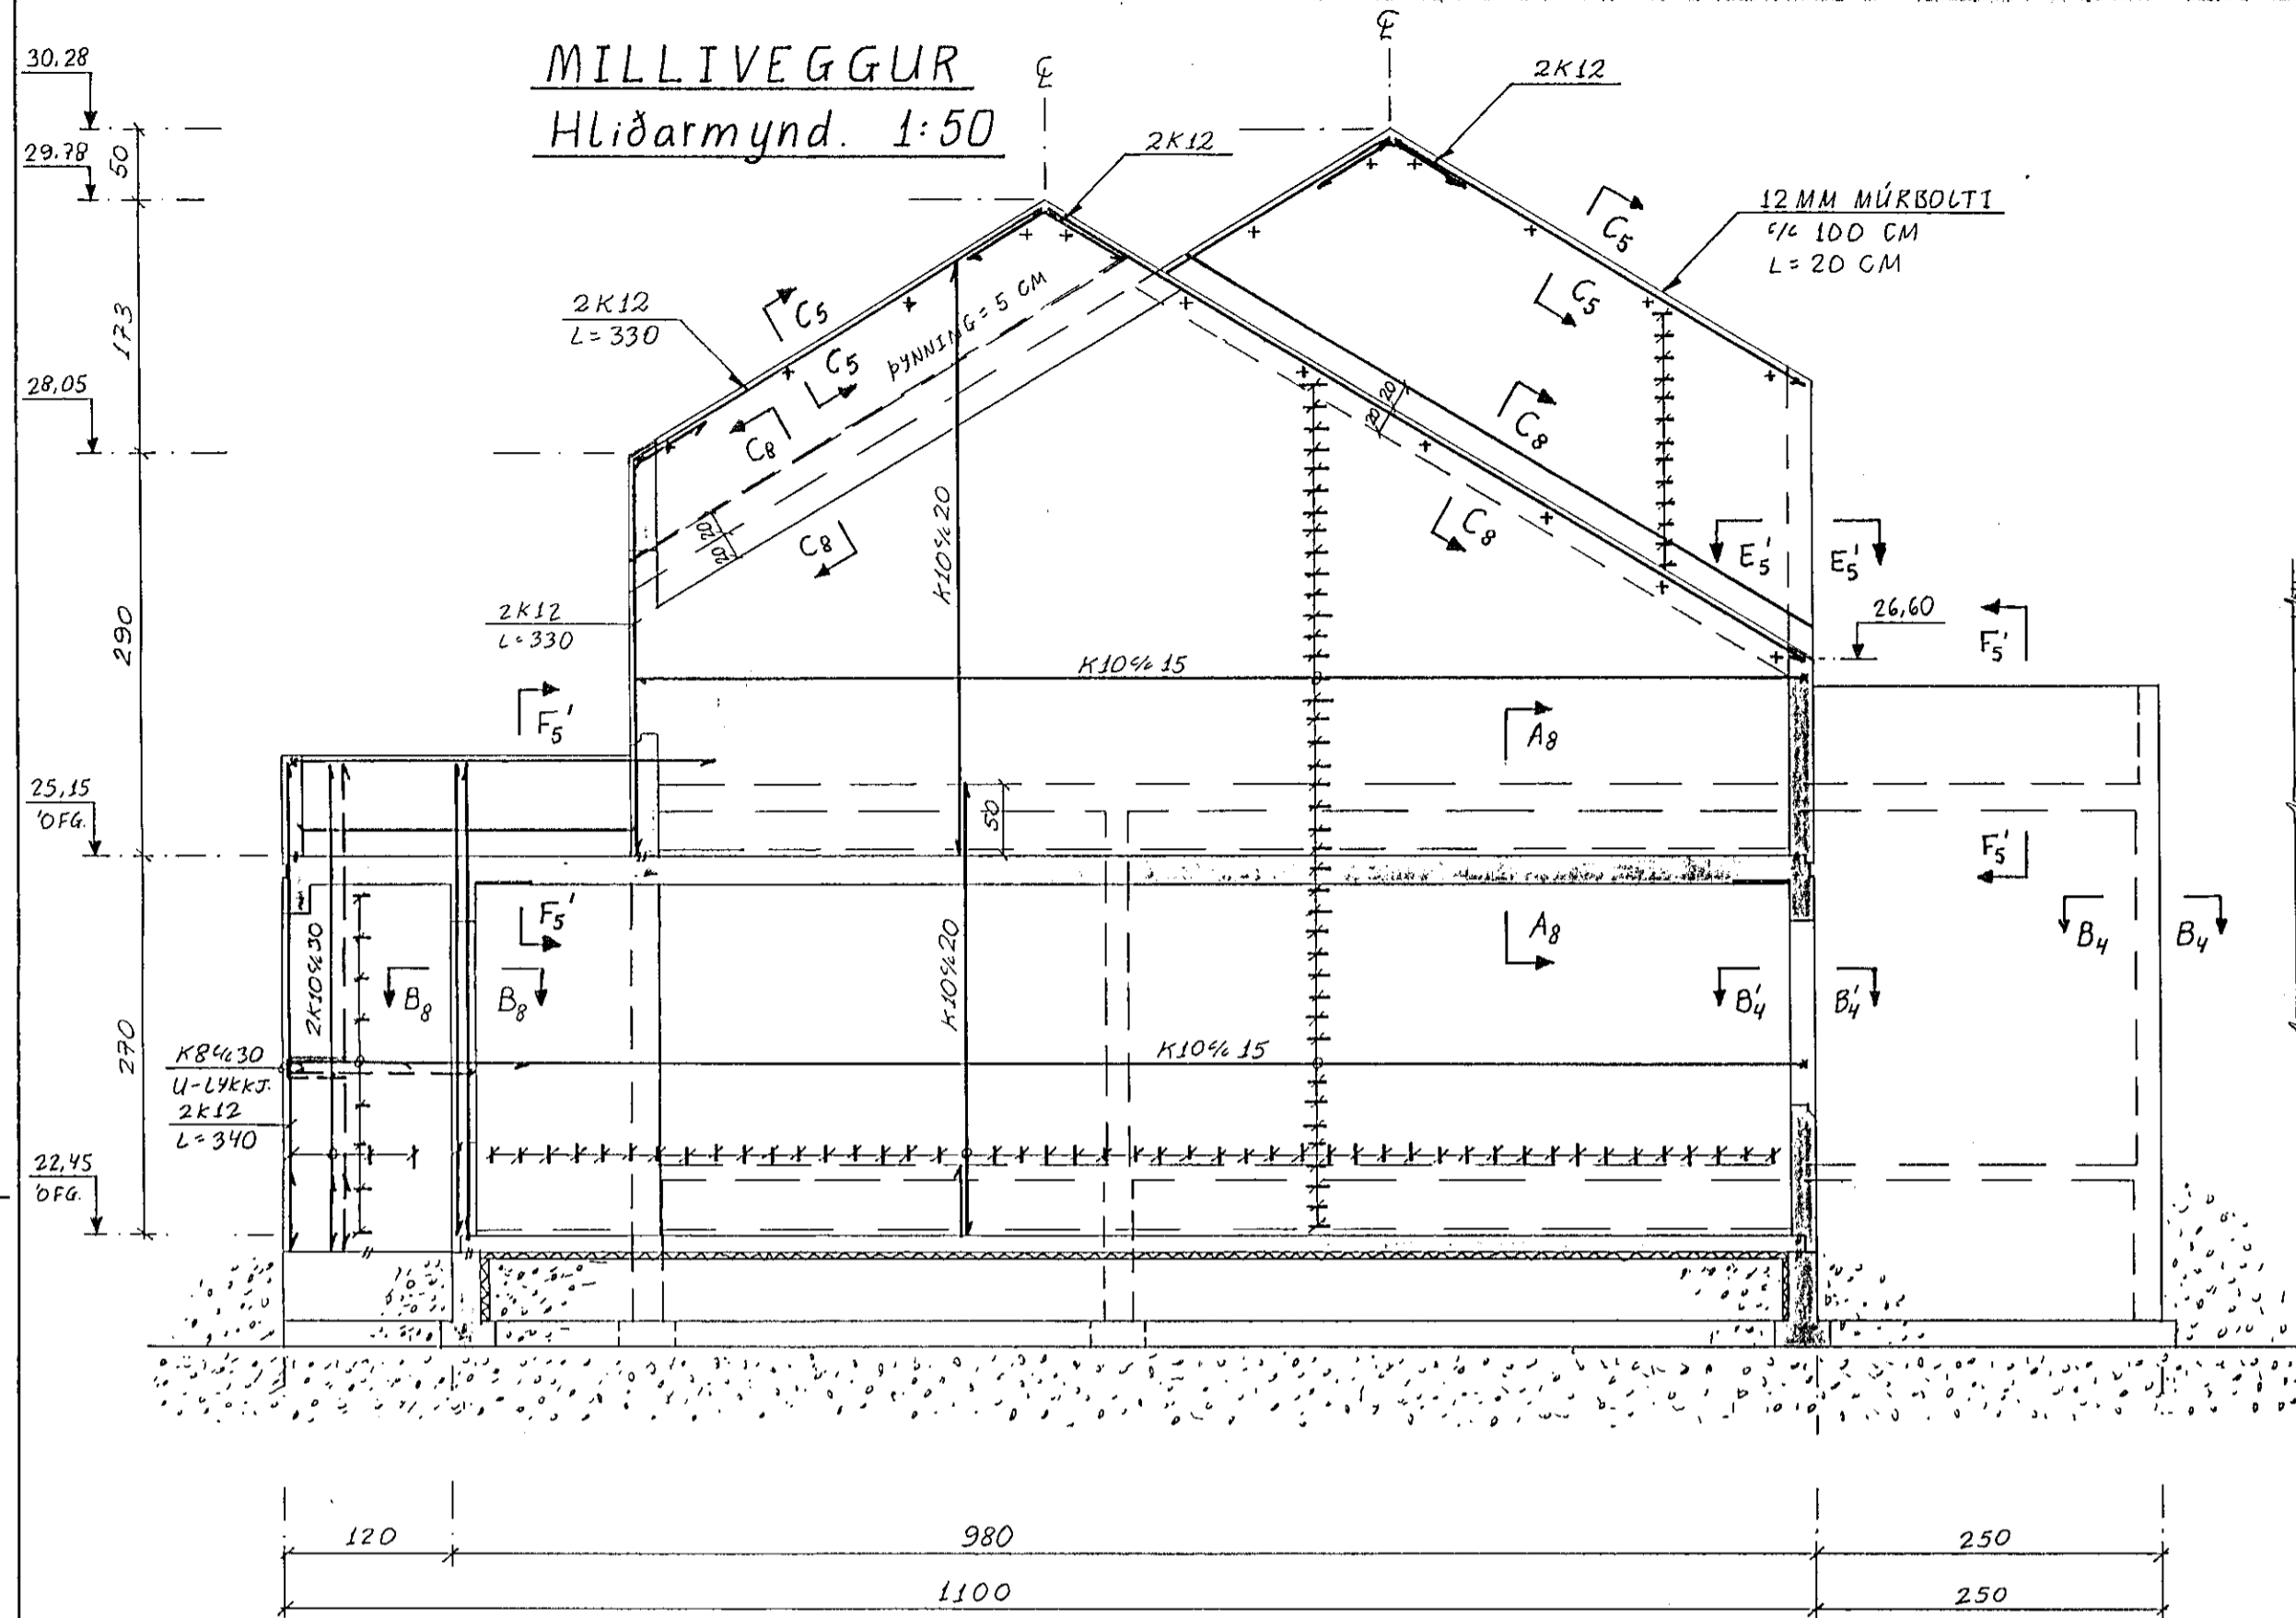 MILLIVEGGUR
Hliðarmynd. 1:50
30,28
29.78
28,05
25,15
ÓFG.
22,45
ÓFG.
50
173
290
270
℄
℄
2K12
2K12
12 MM MÚRBOLTI
c/c 100 CM
L= 20 CM
2K12
L= 330
C5
C5
C5
C5
ÞYNNING= 5 CM
C8
C8
C8
C8
20 20
20 20
K10 c/c 20
2K12
L= 330
E5'
E5'
26,60
F5'
F5'
K10 c/c 15
A8
50
F5'
F5'
A8
B4
B4
2K10 c/c 30
B8
B8
K10 c/c 20
B4'
B4'
K10 c/c 15
K8 c/c 30
U-LYKKJ.
2K12
L= 340
120
980
250
1100
250